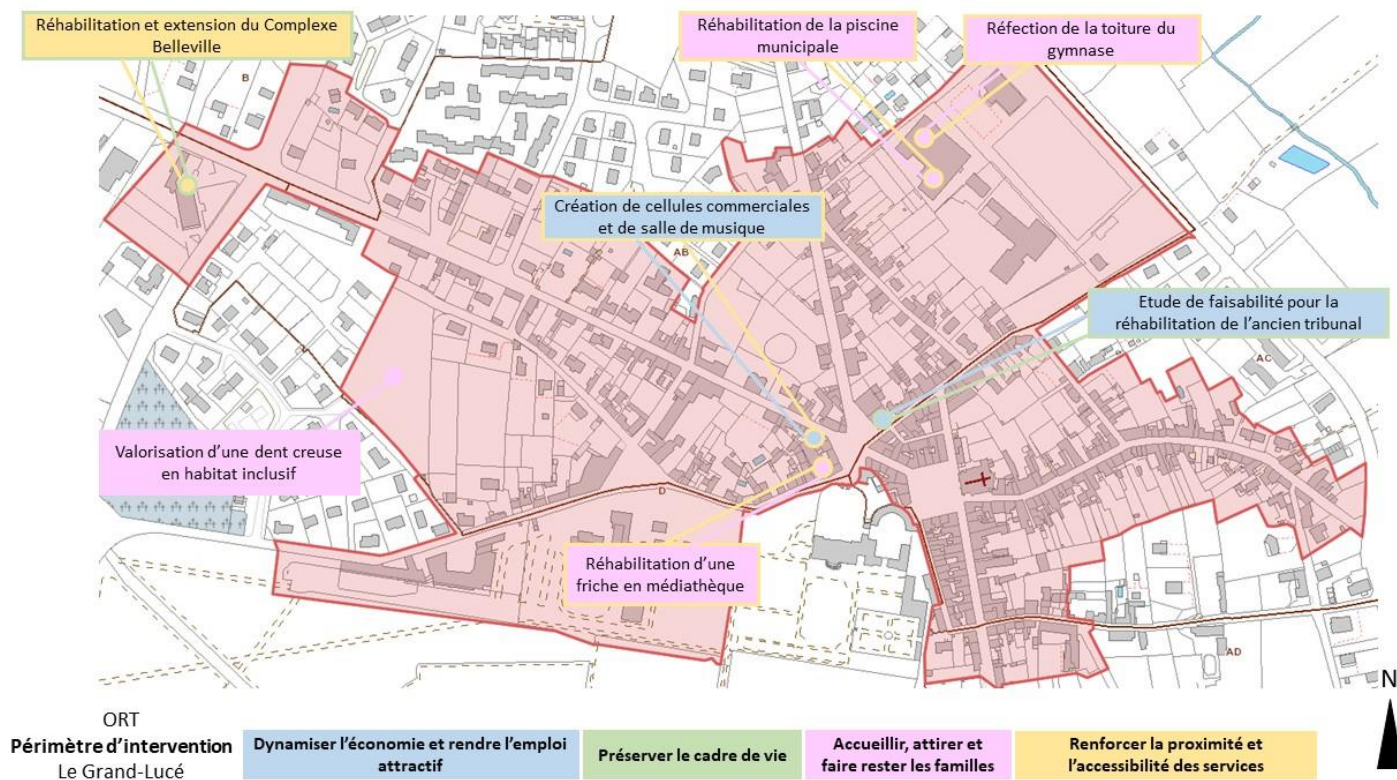 Réhabilitation et extension du Complexe
Belleville
Réhabilitation de la piscine
municipale
Réfection de la toiture du
gymnase
B
Création de cellules commerciales
et de salle de musique
AB
Etude de faisabilité pour la
réhabilitation de l'ancien tribunal
AC
Valorisation d'une dent creuse
en habitat inclusif
D
Réhabilitation d'une
friche en médiathèque
AD
N
ORT
Périmètre d'intervention
Le Grand-Lucé
Dynamiser l'économie et rendre l'emploi
attractif
Préserver le cadre de vie
Accueillir, attirer et
faire rester les familles
Renforcer la proximité et
l'accessibilité des services